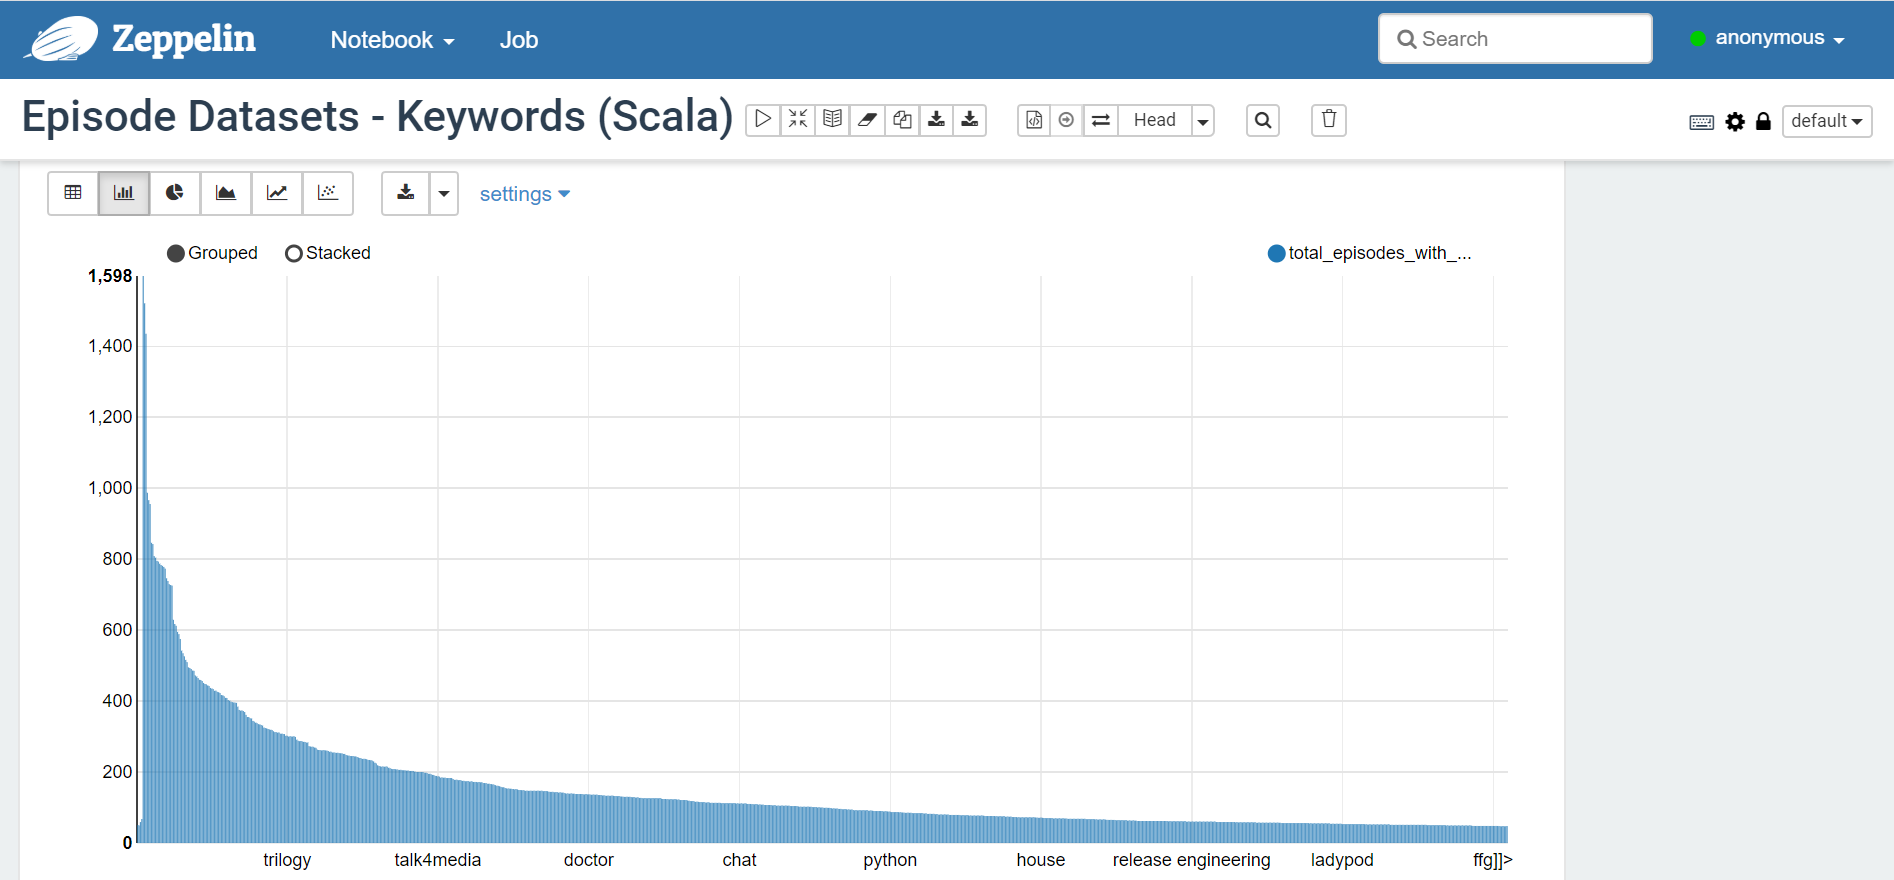 Zeppelin Notebook Job Search anonymous
Episode Datasets - Keywords (Scala) Head default
settings
Grouped Stacked total_episodes_with_...
1,598
1,400
1,200
1,000
800
600
400
200
0
trilogy talk4media doctor chat python house release engineering ladypod ffg]]>